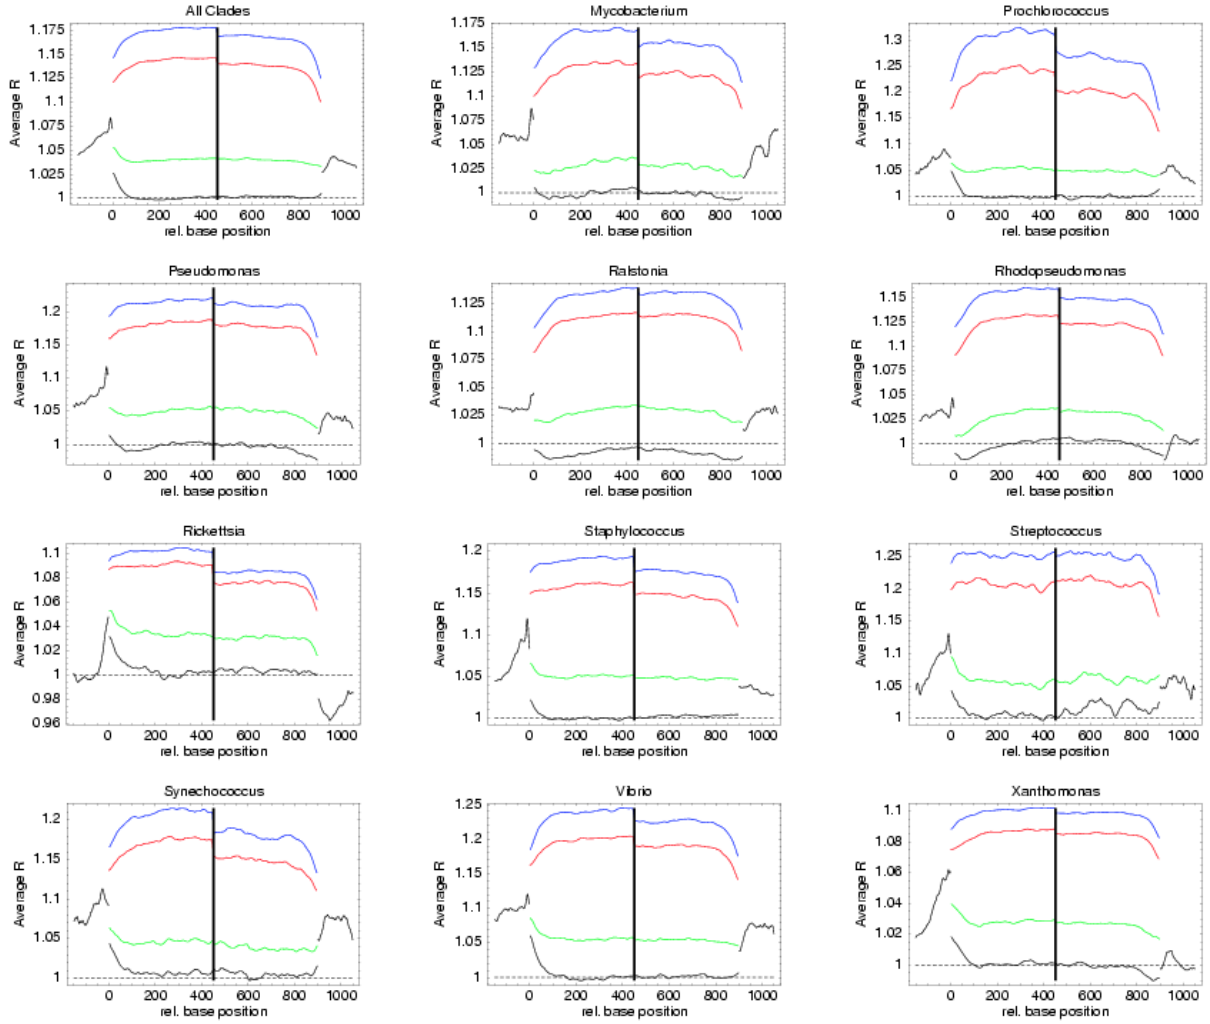 All Clades
Average R
1.175
1.15
1.125
1.1
1.075
1.05
1.025
1
0 200 400 600 800 1000
rel. base position
Mycobacterium
Average R
1.175
1.15
1.125
1.1
1.075
1.05
1.025
1
0 200 400 600 800 1000
rel. base position
Prochlorococcus
Average R
1.3
1.25
1.2
1.15
1.1
1.05
1
0 200 400 600 800 1000
rel. base position
Pseudomonas
Average R
1.2
1.15
1.1
1.05
1
0 200 400 600 800 1000
rel. base position
Ralstonia
Average R
1.125
1.1
1.075
1.05
1.025
1
0 200 400 600 800 1000
rel. base position
Rhodopseudomonas
Average R
1.15
1.125
1.1
1.075
1.05
1.025
1
0 200 400 600 800 1000
rel. base position
Rickettsia
Average R
1.1
1.08
1.06
1.04
1.02
1
0.98
0.96
0 200 400 600 800 1000
rel. base position
Staphylococcus
Average R
1.2
1.15
1.1
1.05
1
0 200 400 600 800 1000
rel. base position
Streptococcus
Average R
1.25
1.2
1.15
1.1
1.05
1
0 200 400 600 800 1000
rel. base position
Synechococcus
Average R
1.2
1.15
1.1
1.05
1
0 200 400 600 800 1000
rel. base position
Vibrio
Average R
1.25
1.2
1.15
1.1
1.05
1
0 200 400 600 800 1000
rel. base position
Xanthomonas
Average R
1.1
1.08
1.06
1.04
1.02
1
0 200 400 600 800 1000
rel. base position